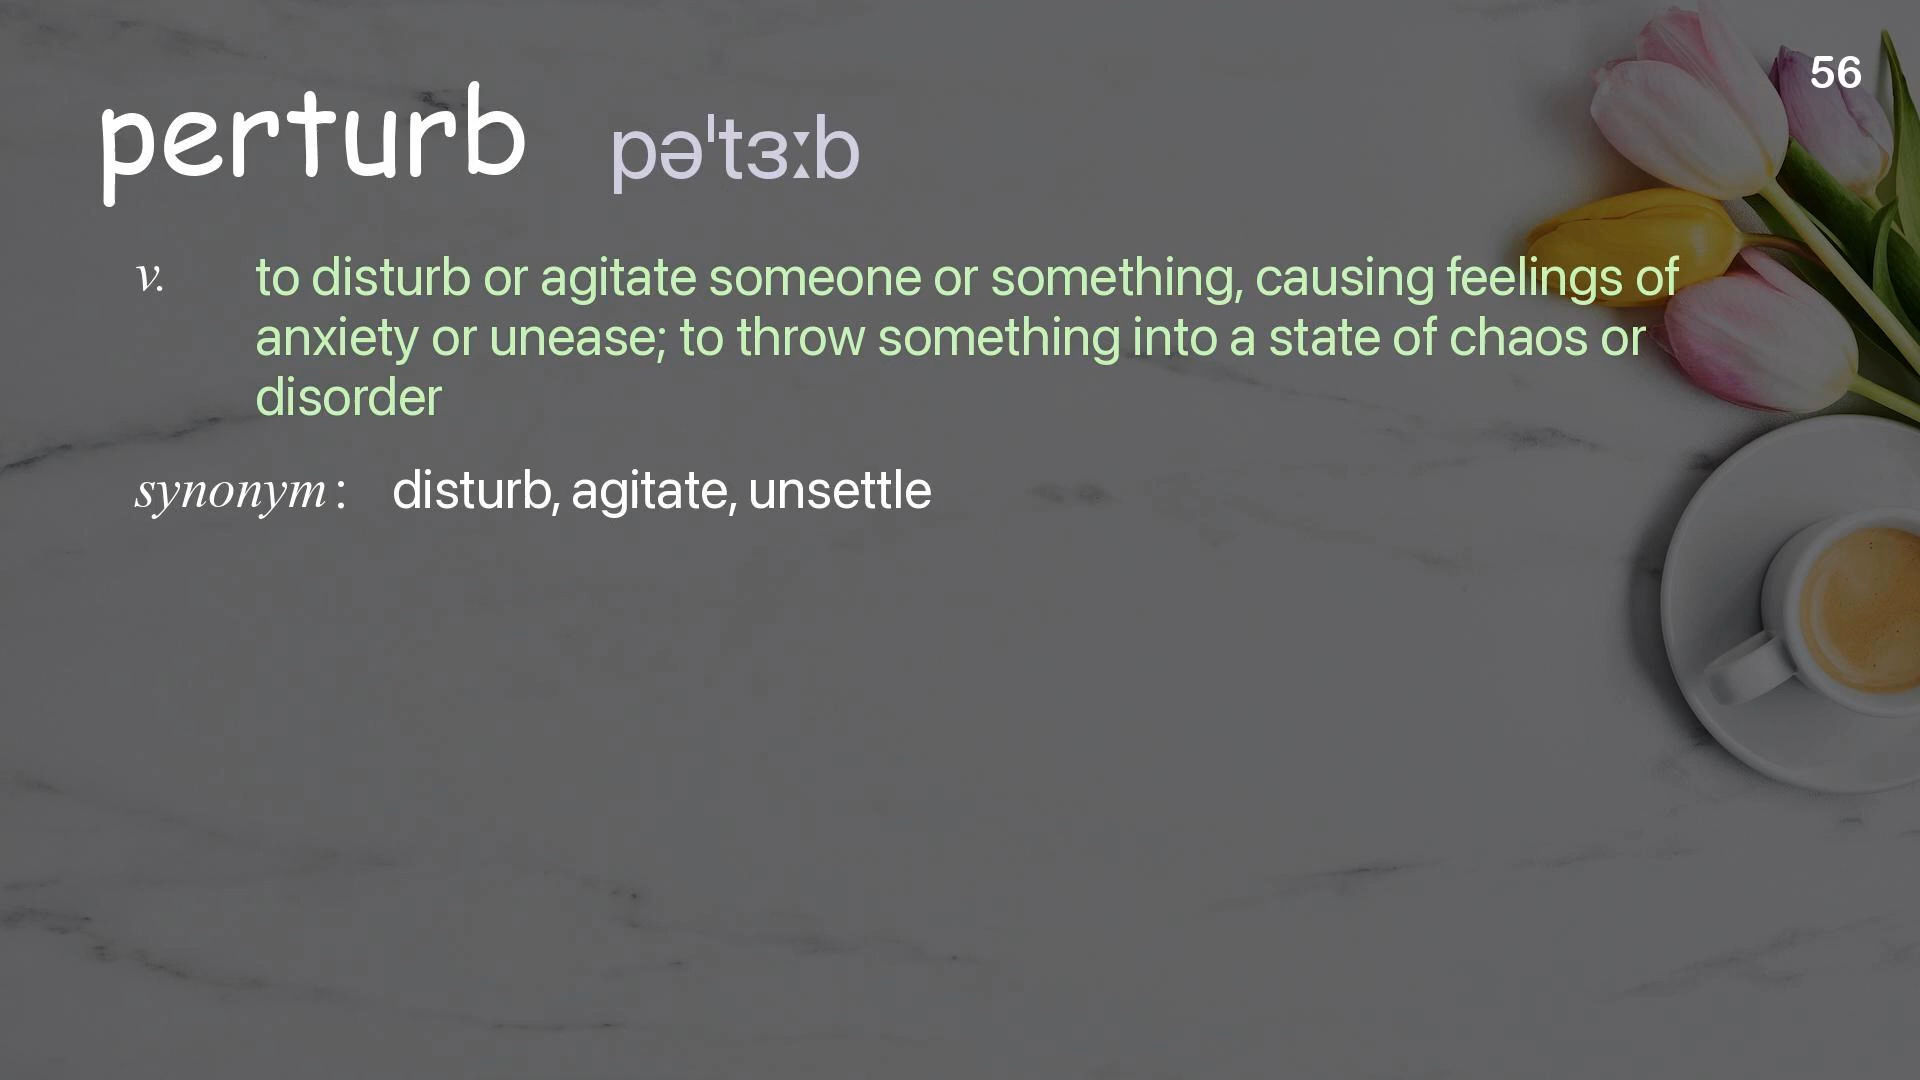 56
perturb pəˈtɜːb
v. to disturb or agitate someone or something, causing feelings of
anxiety or unease; to throw something into a state of chaos or
disorder
synonym: disturb, agitate, unsettle